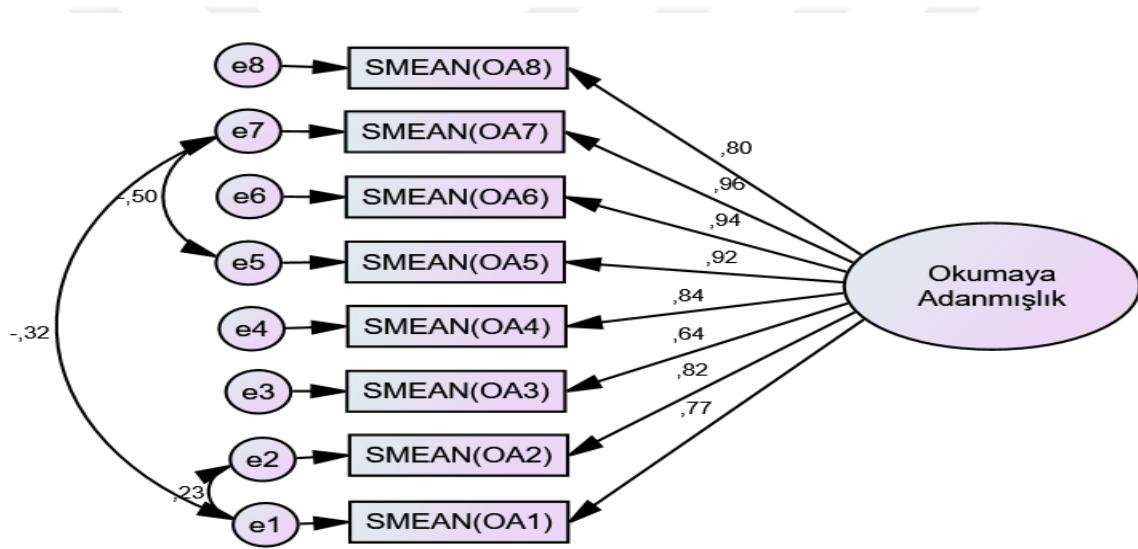 e8
SMEAN(OA8)
e7
SMEAN(OA7)
,80
,96
-,50
e6
SMEAN(OA6)
,94
e5
SMEAN(OA5)
,92
Okumaya
Adanmışlık
-,32
e4
SMEAN(OA4)
,84
,64
e3
SMEAN(OA3)
,82
,77
e2
SMEAN(OA2)
,23
e1
SMEAN(OA1)